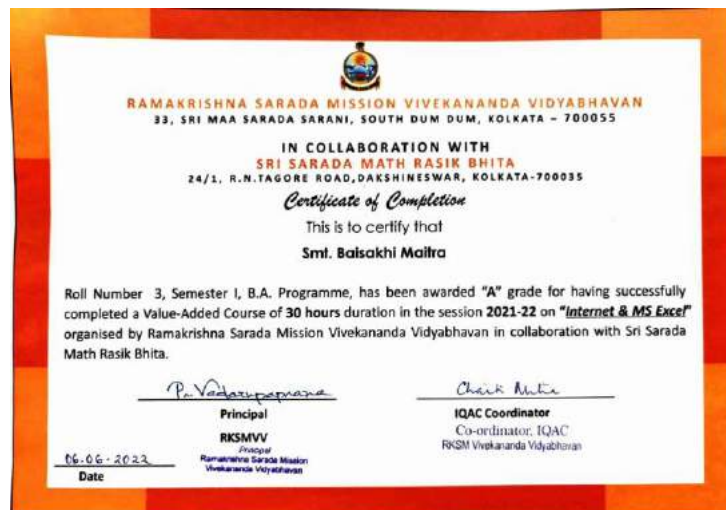 RAMAKRISHNA SARADA MISSION VIVEKANANDA VIDYABHAVAN
33, SRI MAA SARADA SARANI, SOUTH DUM DUM, KOLKATA – 700055
IN COLLABORATION WITH
SRI SARADA MATH RASIK BHITA
24/1, R.N.TAGORE ROAD,DAKSHINESWAR, KOLKATA-700035
Certificate of Completion
This is to certify that
Smt. Baisakhi Maitra
Roll Number 3, Semester I, B.A. Programme, has been awarded "A" grade for having successfully
completed a Value-Added Course of 30 hours duration in the session 2021-22 on "Internet & MS Excel"
organised by Ramakrishna Sarada Mission Vivekananda Vidyabhavan in collaboration with Sri Sarada
Math Rasik Bhita.
Principal
RKSMVV
Principal
Ramakrishna Sarada Mission
Vivekananda Vidyabhavan
IQAC Coordinator
Co-ordinator, IQAC
RKSM Vivekananda Vidyabhavan
06.06.2022
Date